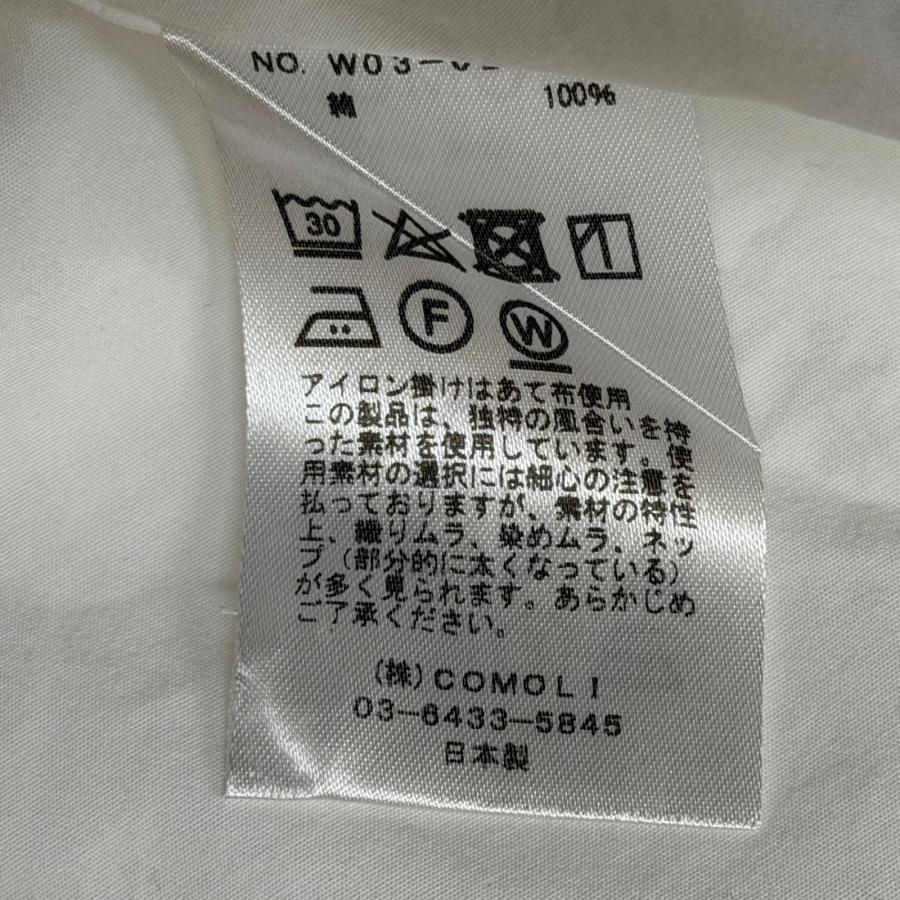 NO. W03-
綿 100%
30
F
W
アイロン掛けはあて布使用
この製品は、独特の風合いを持
った素材を使用しています。使
用素材の選択には細心の注意を
払っておりますが、素材の特性
上、織りムラ、染めムラ、ネッ
プ（部分的に太くなっている）
が多く見られます。あらかじめ
ご了承ください。
(株)COMOLI
03-6433-5845
日本製